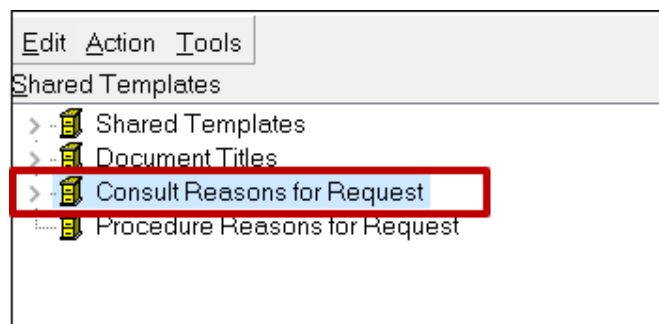 Edit Action Tools
Shared Templates
Shared Templates
Document Titles
Consult Reasons for Request
Procedure Reasons for Request